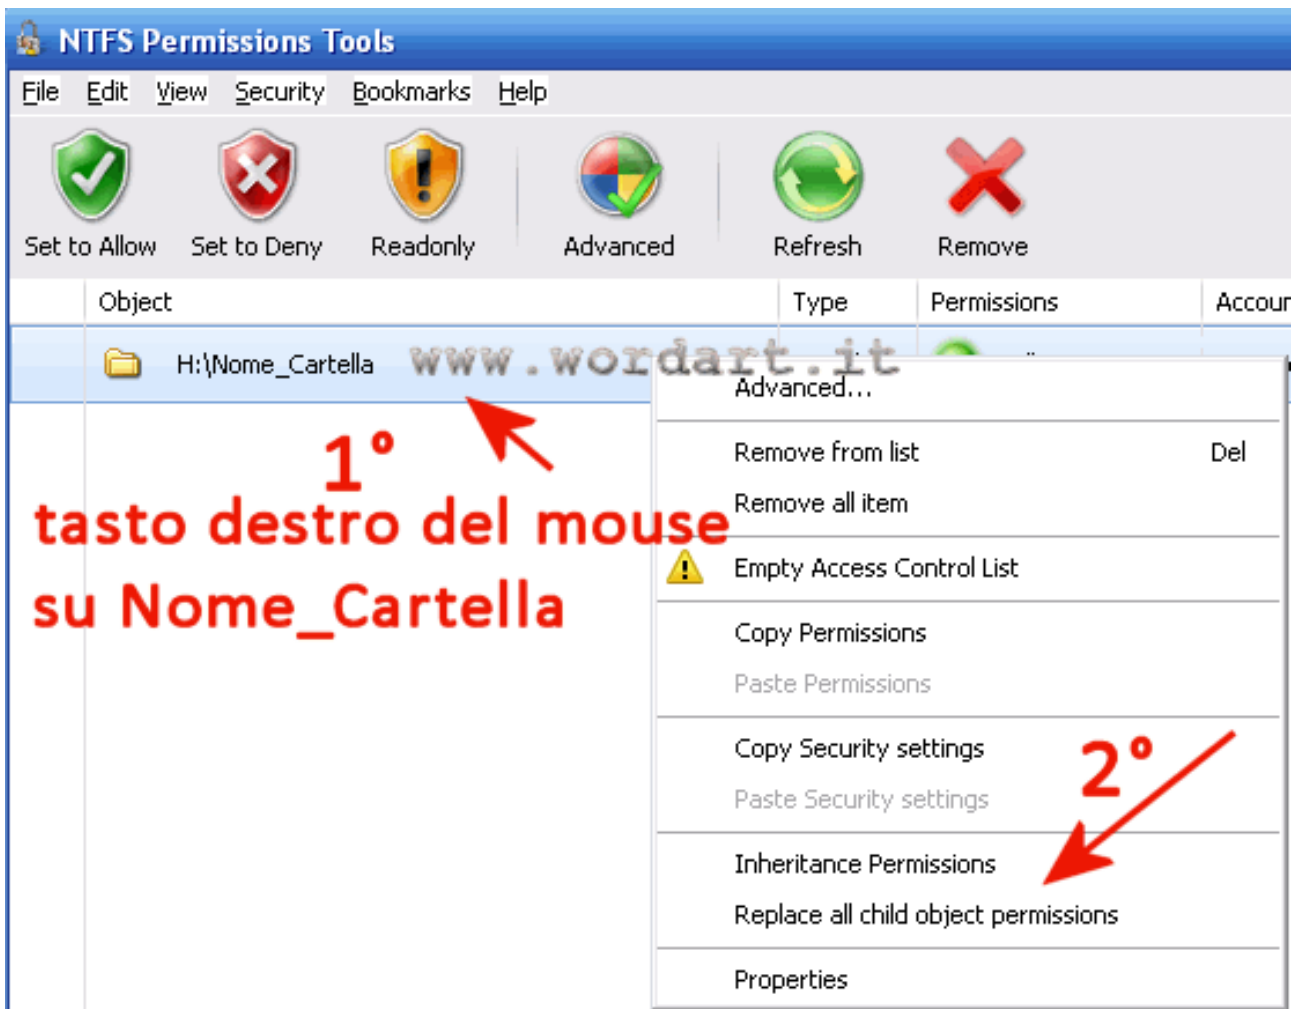 NTFS Permissions Tools
File Edit View Security Bookmarks Help
Set to Allow Set to Deny Readonly Advanced Refresh Remove
Object Type Permissions Accoun
H:\Nome_Cartella www.wordart.it
Advanced...
1°
Remove from list Del
tasto destro del mouse
Remove all item
su Nome_Cartella
Empty Access Control List
Copy Permissions
Paste Permissions
Copy Security settings
2°
Paste Security settings
Inheritance Permissions
Replace all child object permissions
Properties